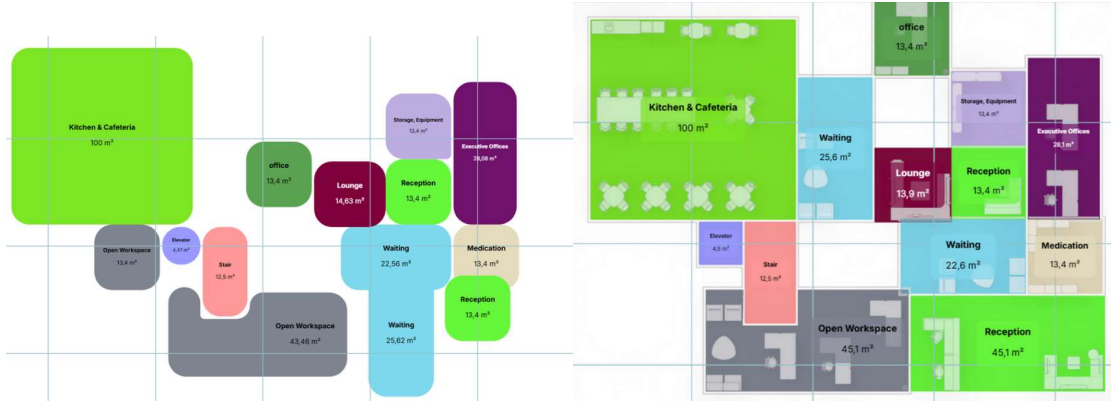 Kitchen & Cafeteria
100 m²
Storage, Equipment
13,4 m²
Executive Offices
28,08 m²
office
13,4 m²
Lounge
14,63 m²
Reception
13,4 m²
Open Workspace
13,4 m²
Elevator
4,47 m²
Stair
12,5 m²
Waiting
22,56 m²
Medication
13,4 m²
Reception
13,4 m²
Open Workspace
43,46 m²
Waiting
25,62 m²
office
13,4 m²
Kitchen & Cafeteria
100 m²
Storage, Equipment
13,4 m²
Executive Offices
28,1 m²
Waiting
25,6 m²
Lounge
13,9 m²
Reception
13,4 m²
Elevator
4,5 m²
Stair
12,5 m²
Waiting
22,6 m²
Medication
13,4 m²
Open Workspace
45,1 m²
Reception
45,1 m²